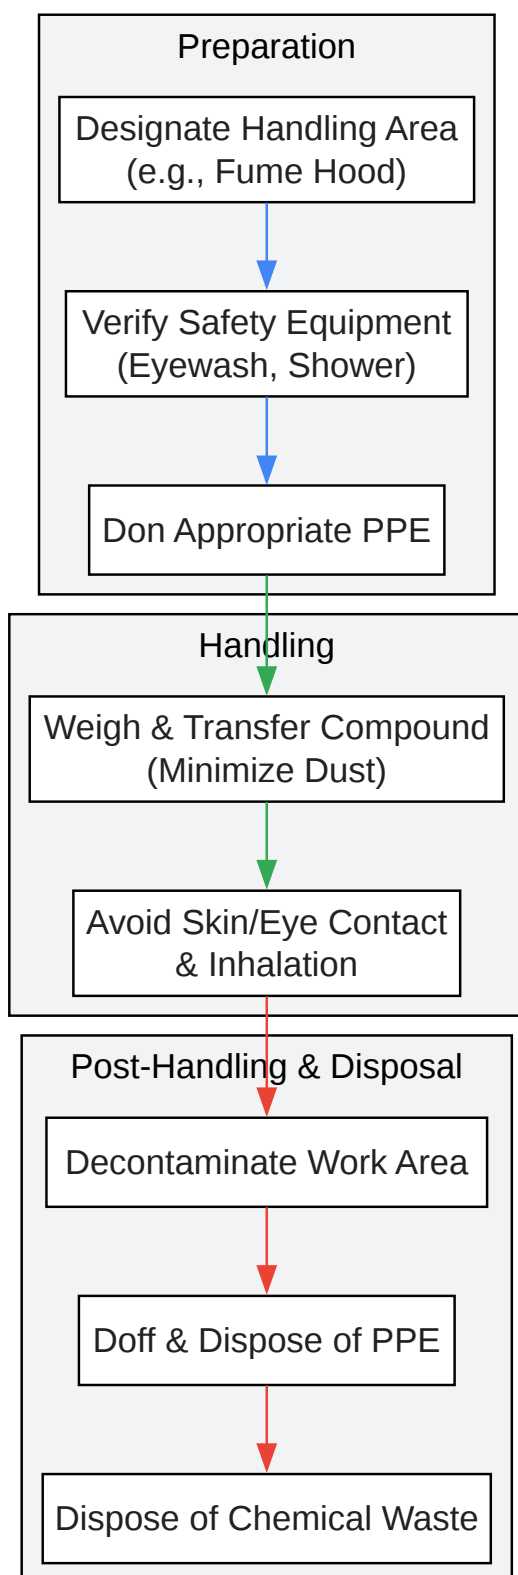 Preparation
Designate Handling Area
(e.g., Fume Hood)
Verify Safety Equipment
(Eyewash, Shower)
Don Appropriate PPE
Handling
Weigh & Transfer Compound
(Minimize Dust)
Avoid Skin/Eye Contact
& Inhalation
Post-Handling & Disposal
Decontaminate Work Area
Doff & Dispose of PPE
Dispose of Chemical Waste